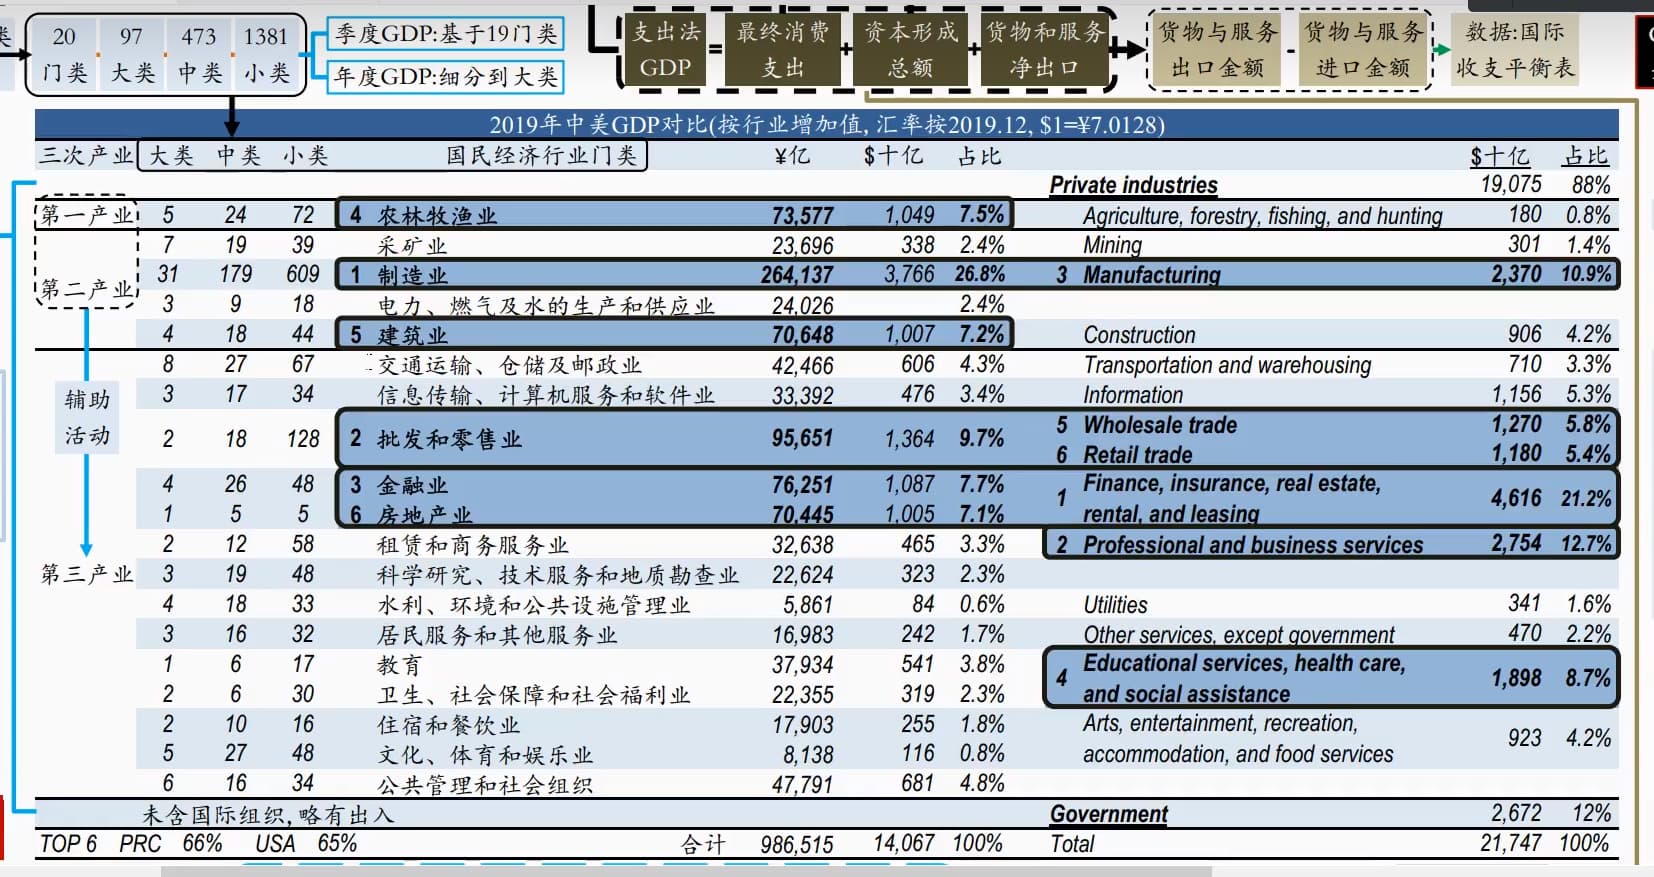 类
20 97 473 1381
门类 大类 中类 小类
季度GDP:基于19门类
年度GDP:细分到大类
支出法 GDP = 最终消费 支出 + 资本形成 总额 + 货物和服务 净出口
货物与服务 出口金额 - 货物与服务 进口金额
数据:国际 收支平衡表
2019年中美GDP对比(按行业增加值, 汇率按2019.12, $1=¥7.0128)
三次产业 大类 中类 小类 国民经济行业门类 ¥亿 $十亿 占比 $十亿 占比
Private industries 19,075 88%
第一产业 5 24 72 4 农林牧渔业 73,577 1,049 7.5% Agriculture, forestry, fishing, and hunting 180 0.8%
7 19 39 采矿业 23,696 338 2.4% Mining 301 1.4%
第二产业 31 179 609 1 制造业 264,137 3,766 26.8% 3 Manufacturing 2,370 10.9%
3 9 18 电力、燃气及水的生产和供应业 24,026 2.4%
4 18 44 5 建筑业 70,648 1,007 7.2% Construction 906 4.2%
8 27 67 交通运输、仓储及邮政业 42,466 606 4.3% Transportation and warehousing 710 3.3%
辅助
活动
3 17 34 信息传输、计算机服务和软件业 33,392 476 3.4% Information 1,156 5.3%
2 18 128 2 批发和零售业 95,651 1,364 9.7% 5 Wholesale trade 1,270 5.8%
6 Retail trade 1,180 5.4%
4 26 48 3 金融业 76,251 1,087 7.7% 1 Finance, insurance, real estate, 4,616 21.2%
1 5 5 6 房地产业 70,445 1,005 7.1% rental, and leasing
2 12 58 租赁和商务服务业 32,638 465 3.3% 2 Professional and business services 2,754 12.7%
第三产业 3 19 48 科学研究、技术服务和地质勘查业 22,624 323 2.3%
4 18 33 水利、环境和公共设施管理业 5,861 84 0.6% Utilities 341 1.6%
3 16 32 居民服务和其他服务业 16,983 242 1.7% Other services, except government 470 2.2%
1 6 17 教育 37,934 541 3.8% 4 Educational services, health care, 1,898 8.7%
2 6 30 卫生、社会保障和社会福利业 22,355 319 2.3% and social assistance
2 10 16 住宿和餐饮业 17,903 255 1.8% Arts, entertainment, recreation, 923 4.2%
5 27 48 文化、体育和娱乐业 8,138 116 0.8% accommodation, and food services
6 16 34 公共管理和社会组织 47,791 681 4.8%
未含国际组织, 略有出入 Government 2,672 12%
TOP 6 PRC 66% USA 65% 合计 986,515 14,067 100% Total 21,747 100%